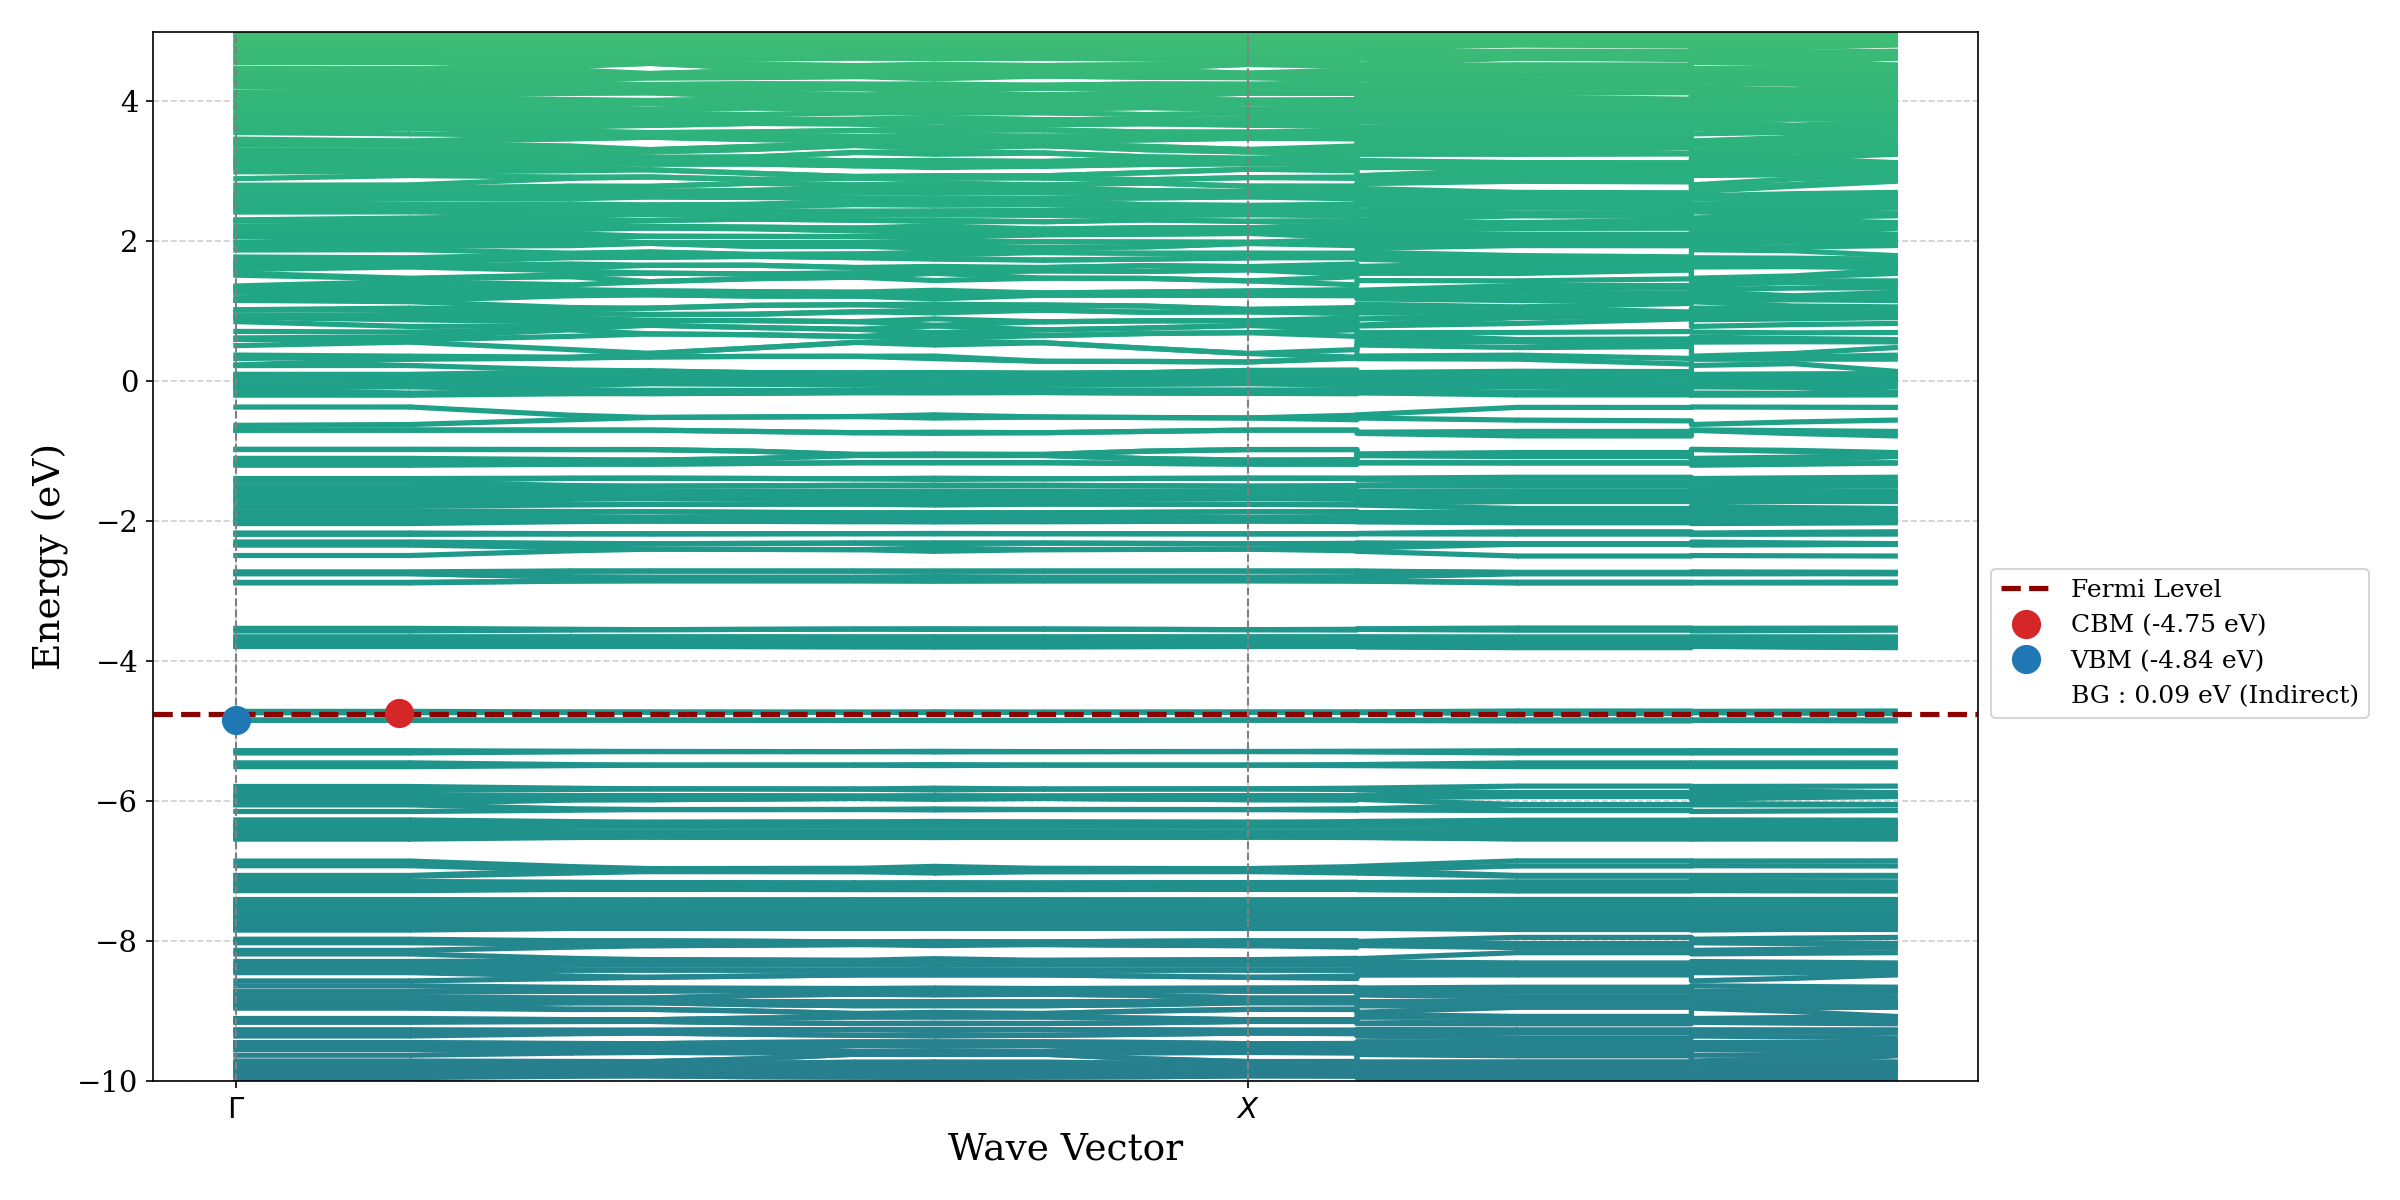 4
2
0
−2
−4
−6
−8
−10
Energy (eV)
Γ
X
Wave Vector
Fermi Level
CBM (-4.75 eV)
VBM (-4.84 eV)
BG : 0.09 eV (Indirect)